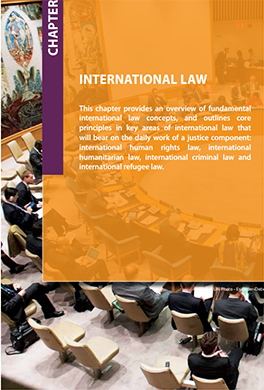 CHAPTER
INTERNATIONAL LAW
This chapter provides an overview of fundamental
international law concepts, and outlines core
principles in key areas of international law that
will bear on the daily work of a justice component:
international human rights law, international
humanitarian law, international criminal law and
international refugee law.